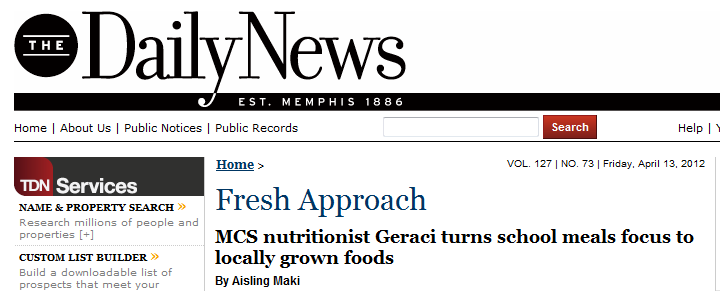 THE Daily News
EST. MEMPHIS 1886
Home | About Us | Public Notices | Public Records Search Help |
TDN Services
NAME & PROPERTY SEARCH »
Research millions of people and
properties [+]
CUSTOM LIST BUILDER »
Build a downloadable list of
prospects that meet your
Home > VOL. 127 | NO. 73 | Friday, April 13, 2012
Fresh Approach
MCS nutritionist Geraci turns school meals focus to
locally grown foods
By Aisling Maki